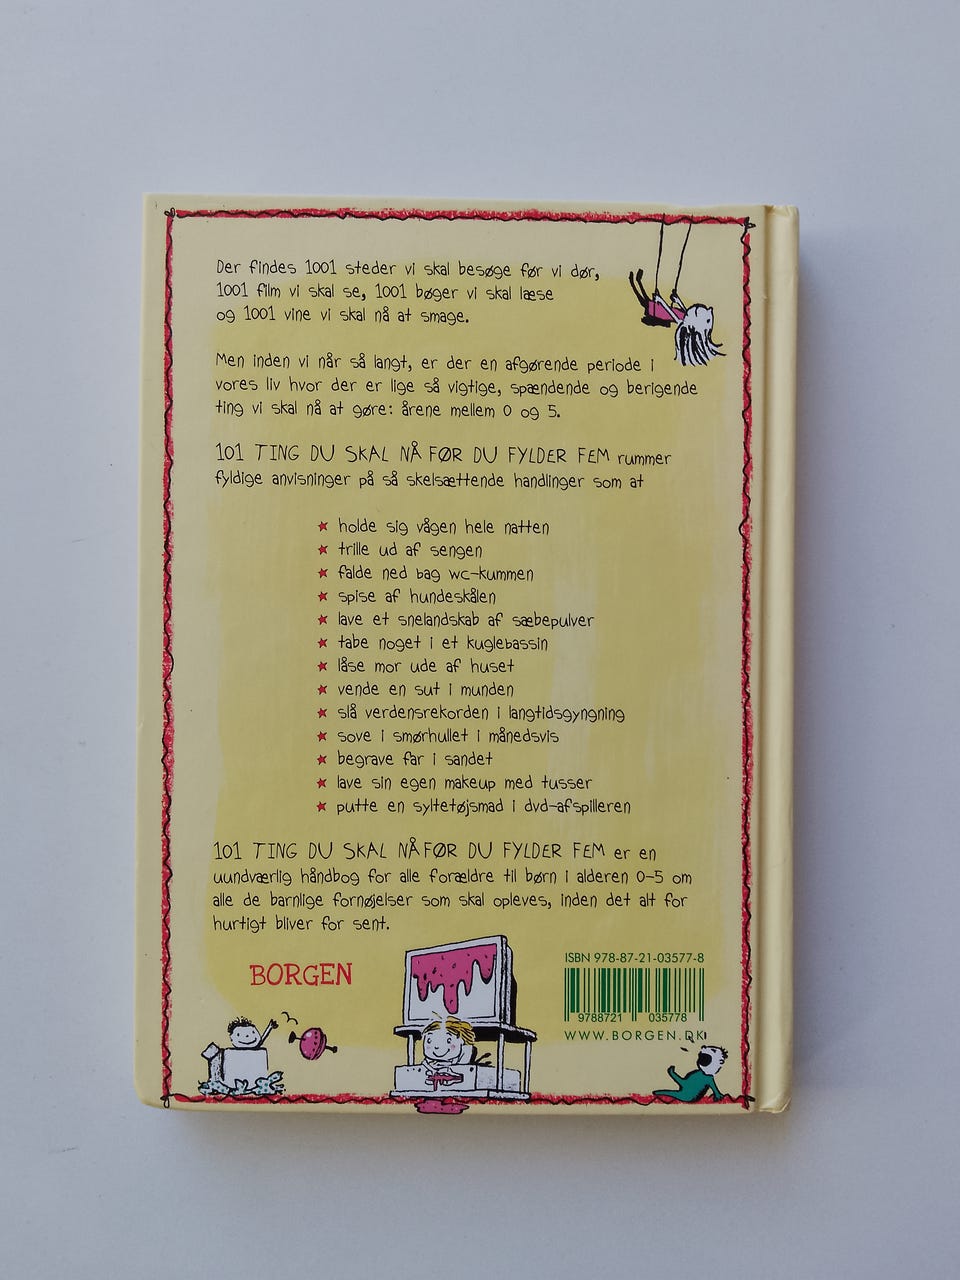 Der findes 1001 steder vi skal besøge før vi dør,
1001 film vi skal se, 1001 bøger vi skal læse
og 1001 vine vi skal nå at smage.
Men inden vi når så langt, er der en afgørende periode i
vores liv hvor der er lige så vigtige, spændende og berigende
ting vi skal nå at gøre: årene mellem 0 og 5.
101 TING DU SKAL NÅ FØR DU FYLDER FEM rummer
fyldige anvisninger på så skelsættende handlinger som at
★ holde sig vågen hele natten
★ trille ud af sengen
★ falde ned bag wc-kummen
★ spise af hundeskålen
★ lave et snelandskab af sæbepulver
★ tabe noget i et kuglebassin
★ låse mor ude af huset
★ vende en sut i munden
★ slå verdensrekorden i langtidsgyngning
★ sove i smørhullet i månedsvis
★ begrave far i sandet
★ lave sin egen makeup med tusser
★ putte en syltetøjsmad i dvd-afspilleren
101 TING DU SKAL NÅ FØR DU FYLDER FEM er en
uundværlig håndbog for alle forældre til børn i alderen 0-5 om
alle de barnlige fornøjelser som skal opleves, inden det alt for
hurtigt bliver for sent.
BORGEN
ISBN 978-87-21-03577-8
9788721 035778
WWW.BORGEN.DK